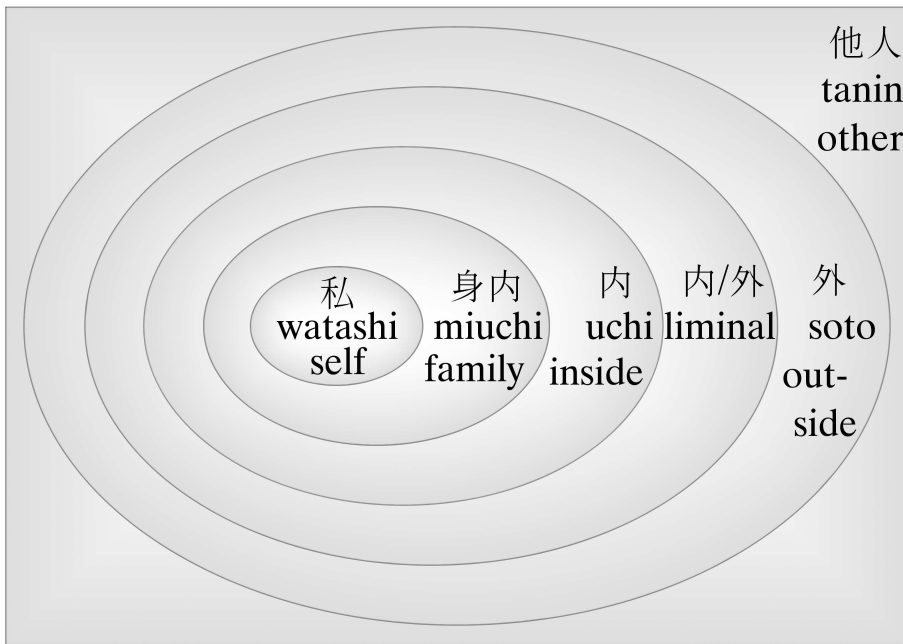 他人
tanin
other
私
watashi
self
身内
miuchi
family
内
uchi
inside
内/外
liminal
外
soto
out-
side